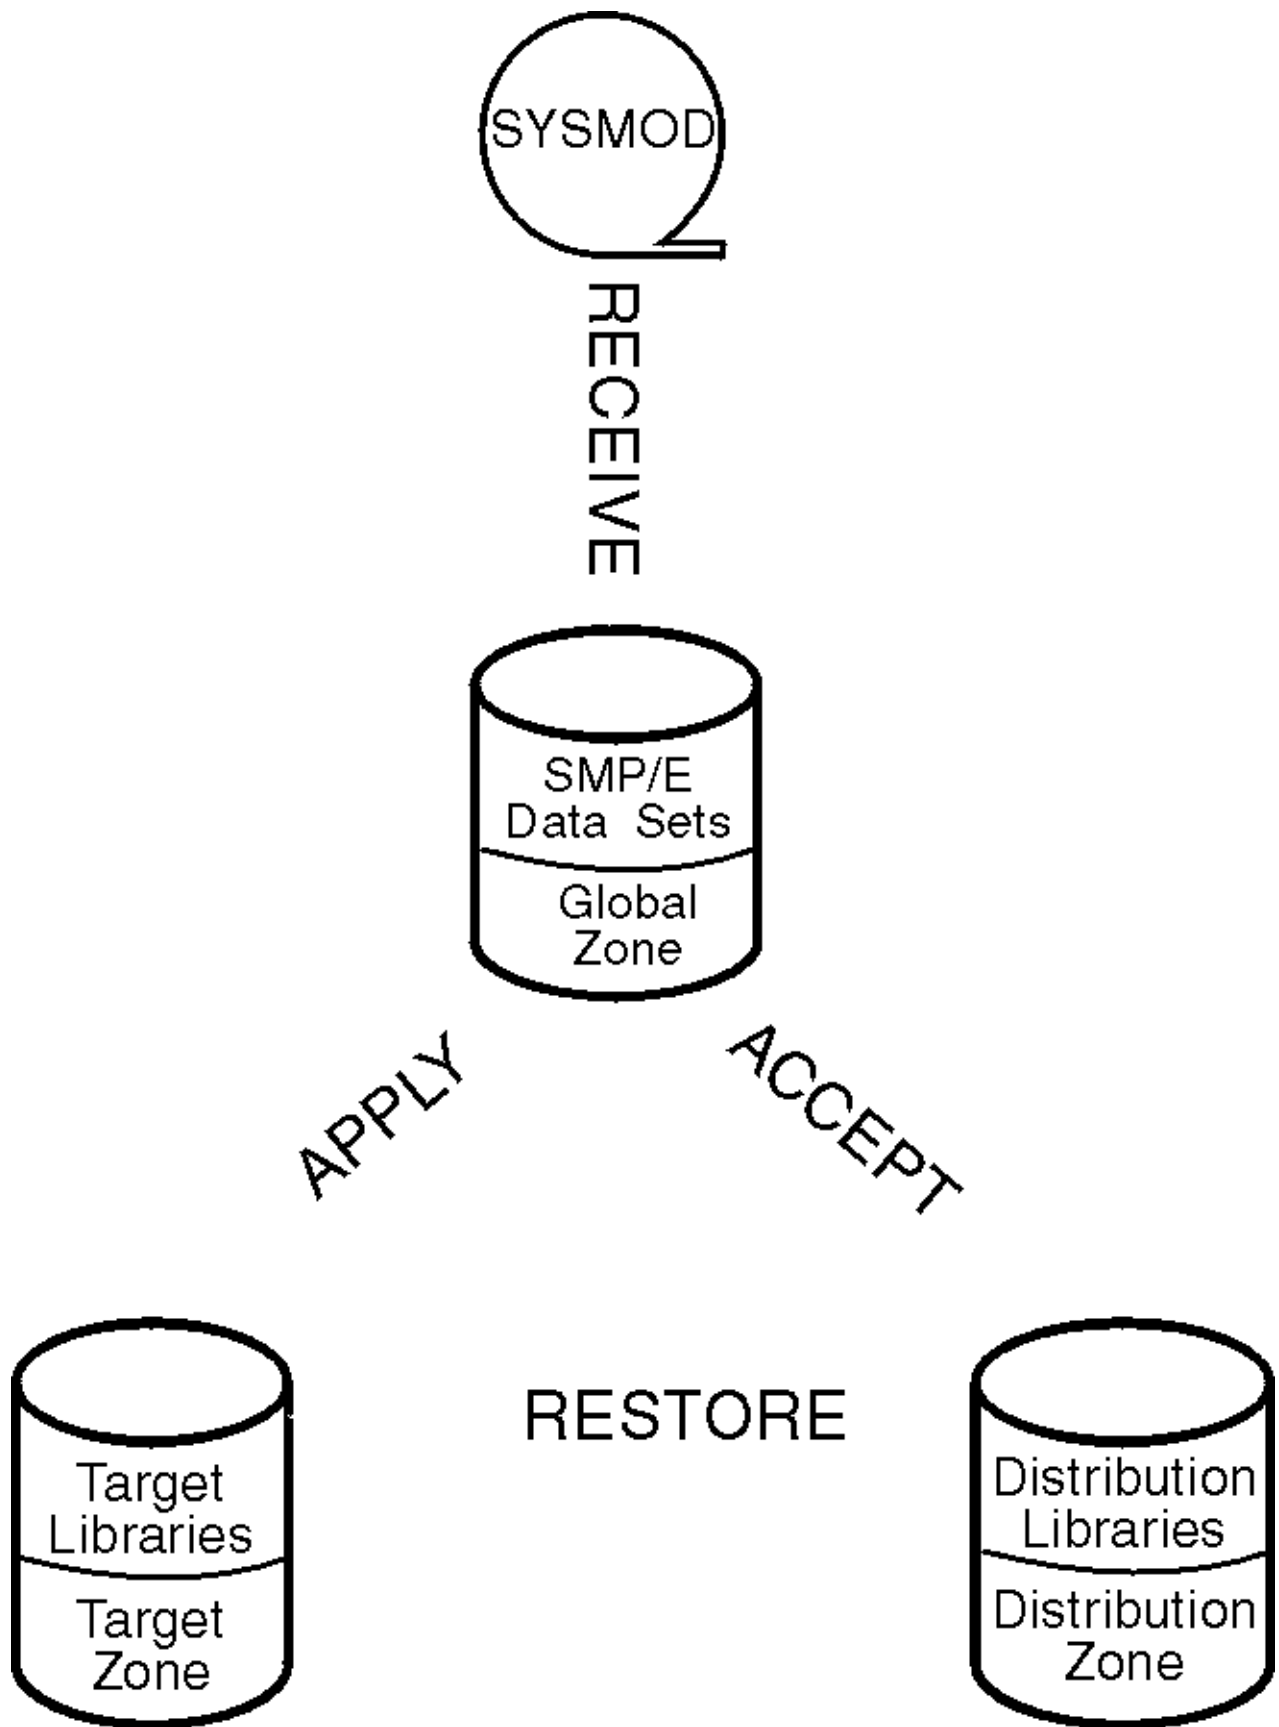 SYSMOD
RECEIVE
SMP/E
Data Sets
Global
Zone
APPLY
ACCEPT
RESTORE
Target
Libraries
Target
Zone
Distribution
Libraries
Distribution
Zone